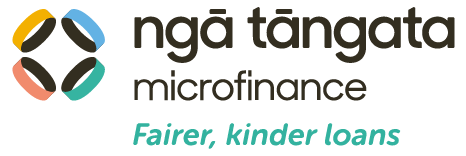 ngā tāngata
microfinance
Fairer, kinder loans